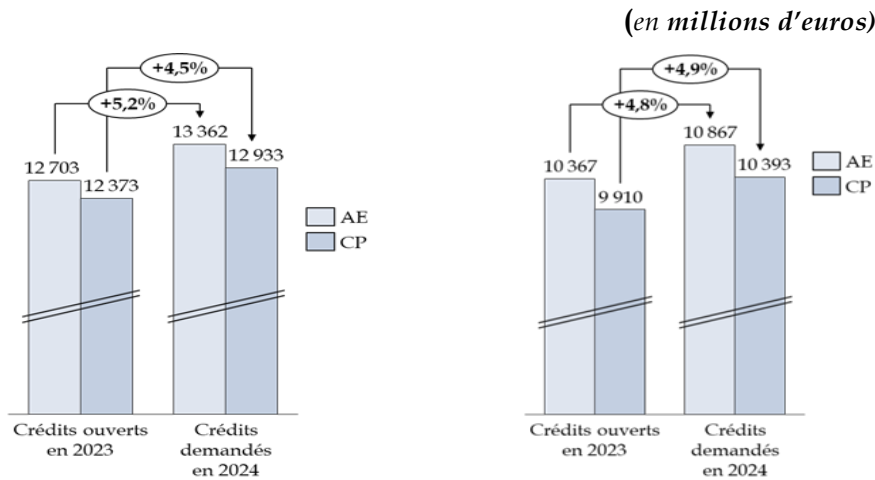 (en millions d'euros)
+4,5%
+5,2%
13 362
12 703
12 933
12 373
AE
CP
Crédits ouverts
en 2023
Crédits
demandés
en 2024
+4,9%
+4,8%
10 867
10 367
10 393
9 910
AE
CP
Crédits ouverts
en 2023
Crédits
demandés
en 2024